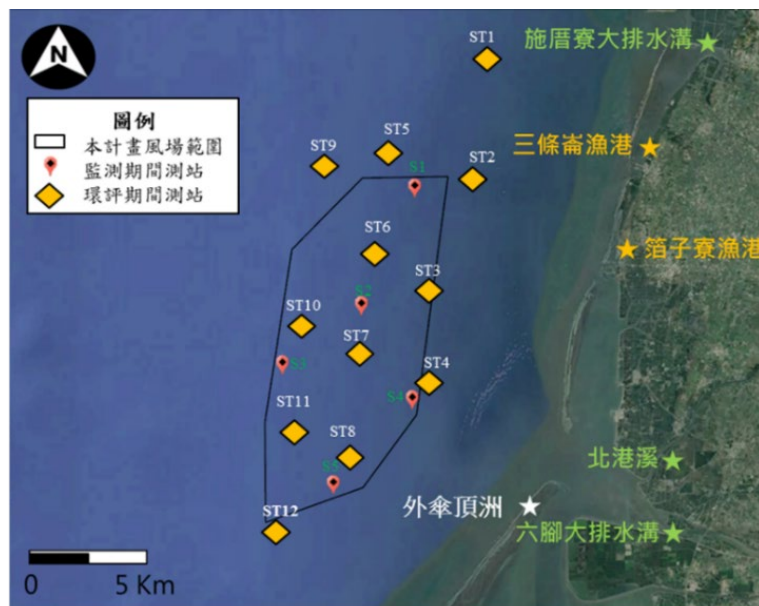 N
ST1
施厝寮大排水溝
圖例
本計畫風場範圍
監測期間測站
環評期間測站
ST9
ST5
S1
ST2
三條崙漁港
ST6
箔子寮漁港
ST3
S2
ST10
ST7
S3
ST4
S4
ST11
ST8
北港溪
S5
外傘頂洲
ST12
六腳大排水溝
0
5 Km